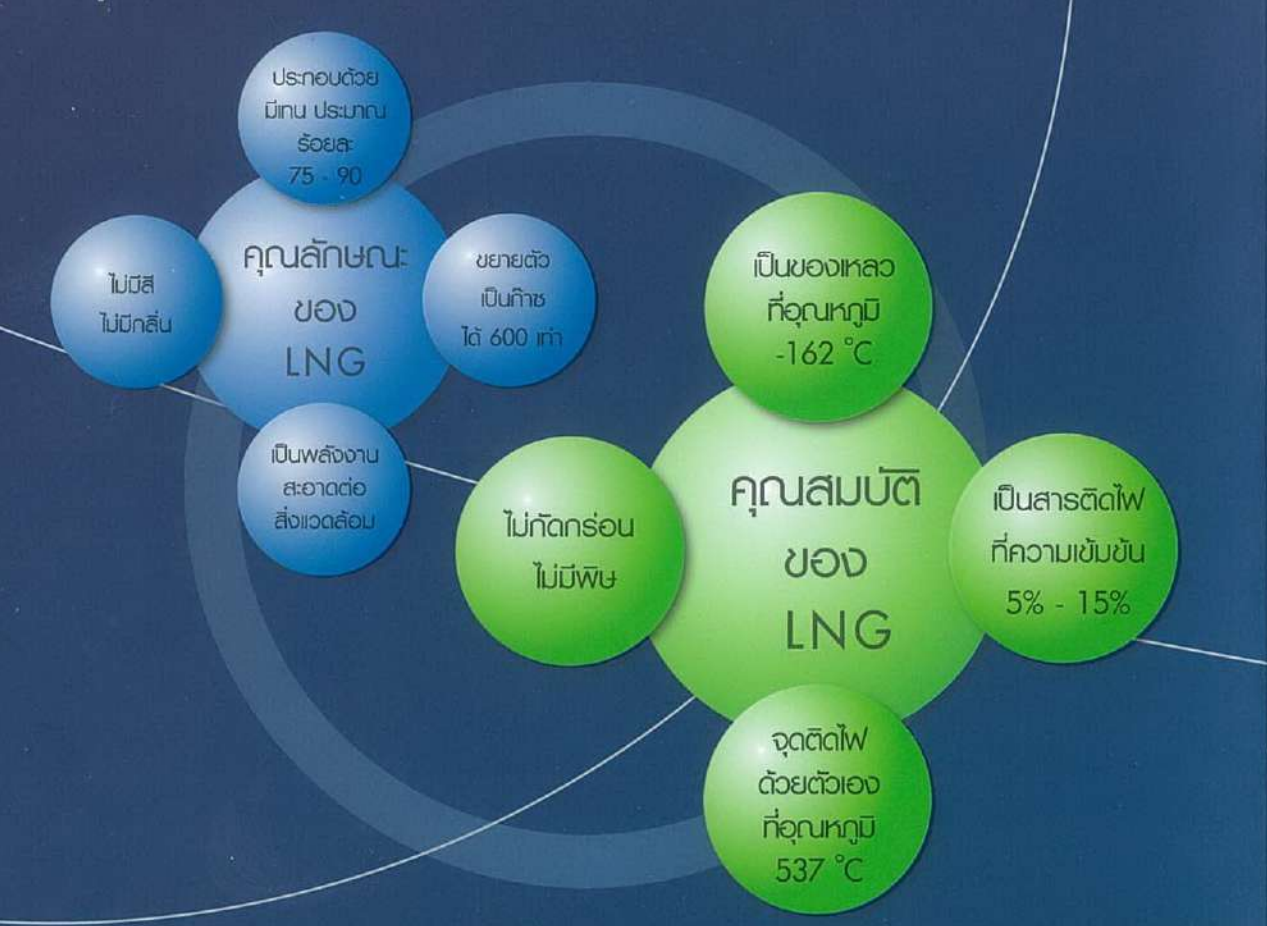 ประกอบด้วย
มีเทน ประมาณ
ร้อยละ
75 - 90
คุณลักษณะ
ของ
LNG
ไม่มีสี
ไม่มีกลิ่น
ขยายตัว
เป็นก๊าซ
ได้ 600 เท่า
เป็นพลังงาน
สะอาดต่อ
สิ่งแวดล้อม
เป็นของเหลว
ที่อุณหภูมิ
-162 °C
คุณสมบัติ
ของ
LNG
ไม่กัดกร่อน
ไม่มีพิษ
เป็นสารติดไฟ
ที่ความเข้มข้น
5% - 15%
จุดติดไฟ
ด้วยตัวเอง
ที่อุณหภูมิ
537 °C